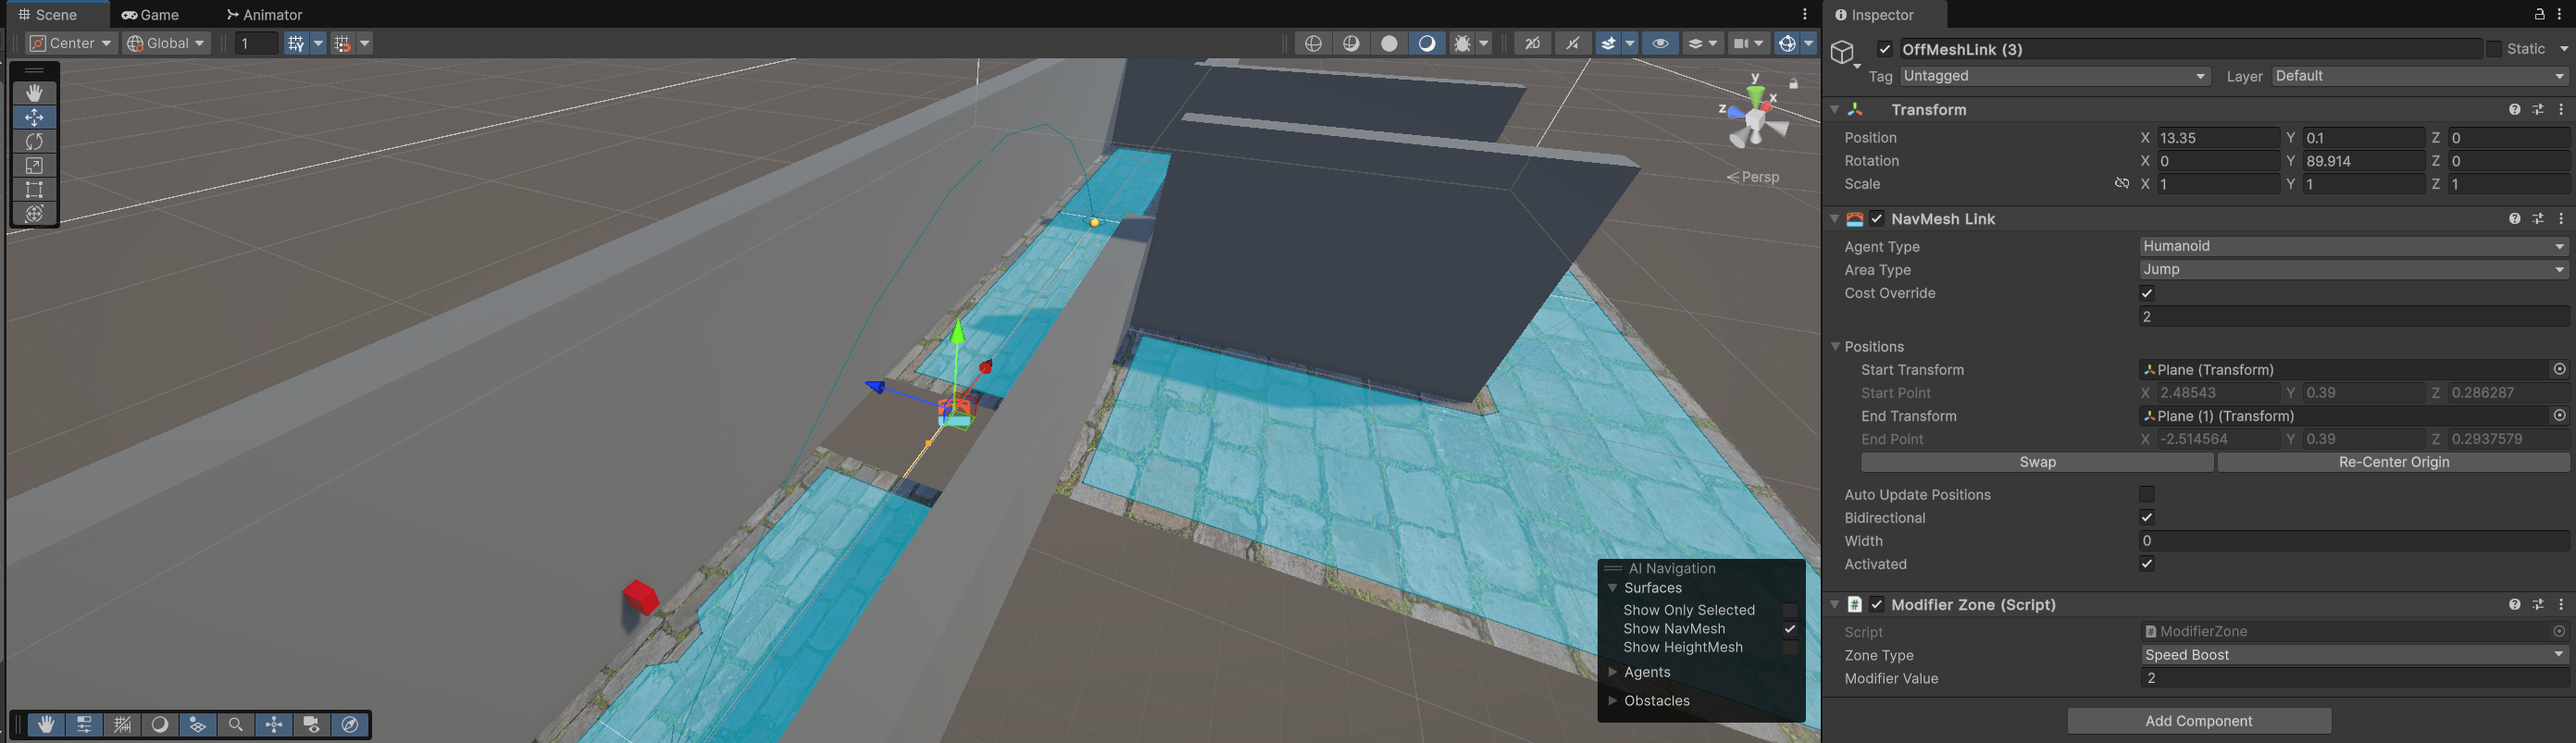 Scene
Game
Animator
Center
Global
1
2D
y
x
z
Persp
AI Navigation
Surfaces
Show Only Selected
Show NavMesh
Show HeightMesh
Agents
Obstacles
Inspector
OffMeshLink (3)
Static
Tag Untagged Layer Default
Transform
Position X 13.35 Y 0.1 Z 0
Rotation X 0 Y 89.914 Z 0
Scale X 1 Y 1 Z 1
NavMesh Link
Agent Type Humanoid
Area Type Jump
Cost Override
2
Positions
Start Transform Plane (Transform)
Start Point X 2.48543 Y 0.39 Z 0.286287
End Transform Plane (1) (Transform)
End Point X -2.514564 Y 0.39 Z 0.2937579
Swap Re-Center Origin
Auto Update Positions
Bidirectional
Width 0
Activated
# Modifier Zone (Script)
Script # ModifierZone
Zone Type Speed Boost
Modifier Value 2
Add Component